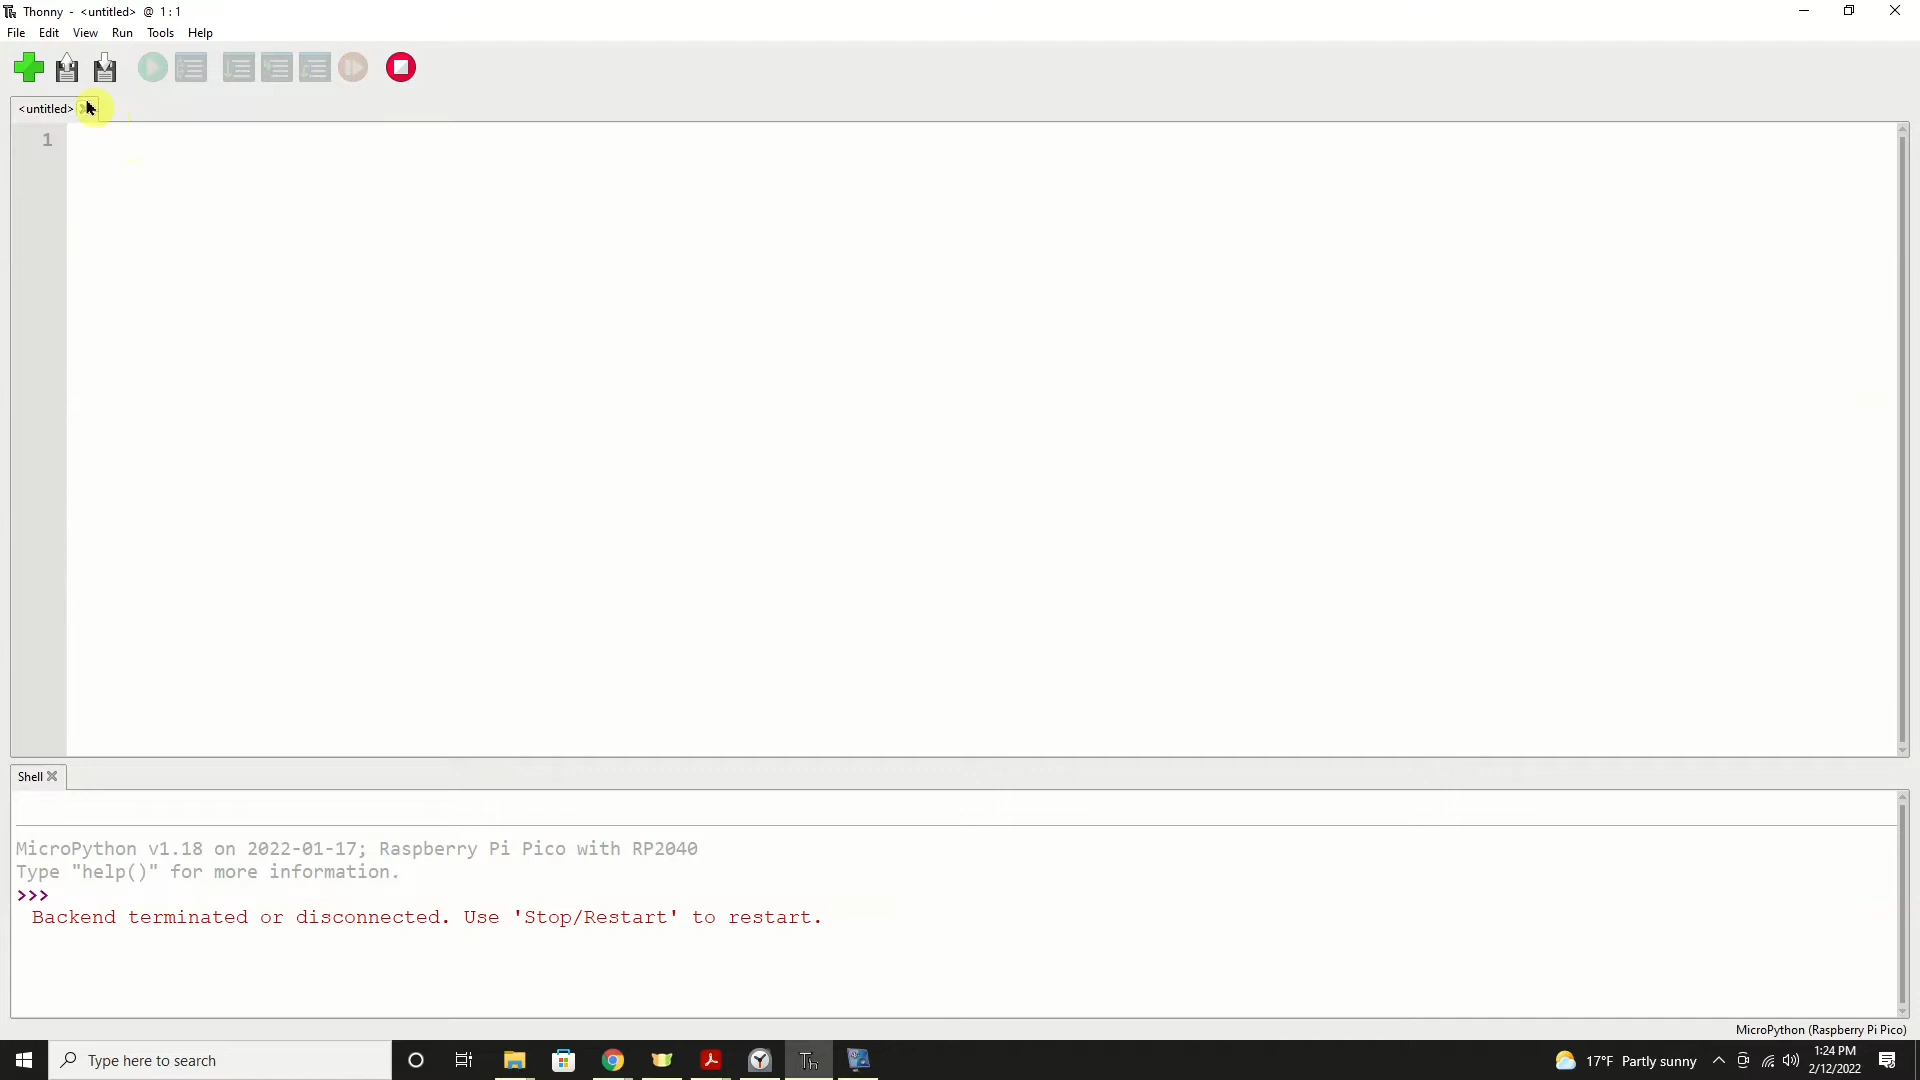 Thonny - <untitled> @ 1:1
File Edit View Run Tools Help
<untitled>
1
Shell
MicroPython v1.18 on 2022-01-17; Raspberry Pi Pico with RP2040
Type "help()" for more information.
>>>
Backend terminated or disconnected. Use 'Stop/Restart' to restart.
MicroPython (Raspberry Pi Pico)
Type here to search
Th
17°F Partly sunny
1:24 PM
2/12/2022